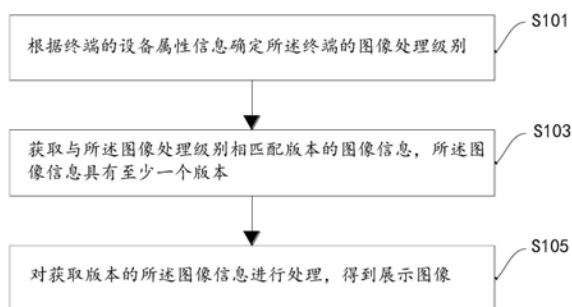 S101
根据终端的设备属性信息确定所述终端的图像处理级别
S103
获取与所述图像处理级别相匹配版本的图像信息，所述图
像信息具有至少一个版本
S105
对获取版本的所述图像信息进行处理，得到展示图像